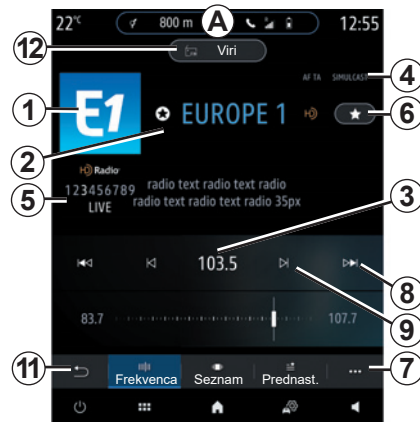 22°C 800 m A 12:55
12 Viri
AF TA SIMULCAST 4
1 E1 EUROPE 1 HD 6
2
HD Radio
5 123456789 radio text radio text radio
LIVE radio text radio text radio 35px
3
103.5
8
9
83.7 107.7
11 Frekvenca Seznam Prednast. ... 7